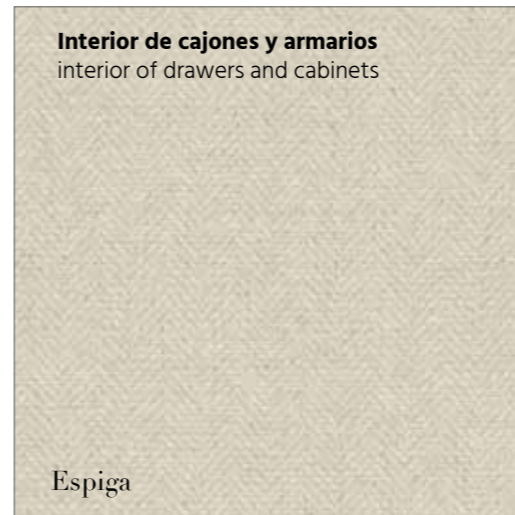 Interior de cajones y armarios
interior of drawers and cabinets
Espiga